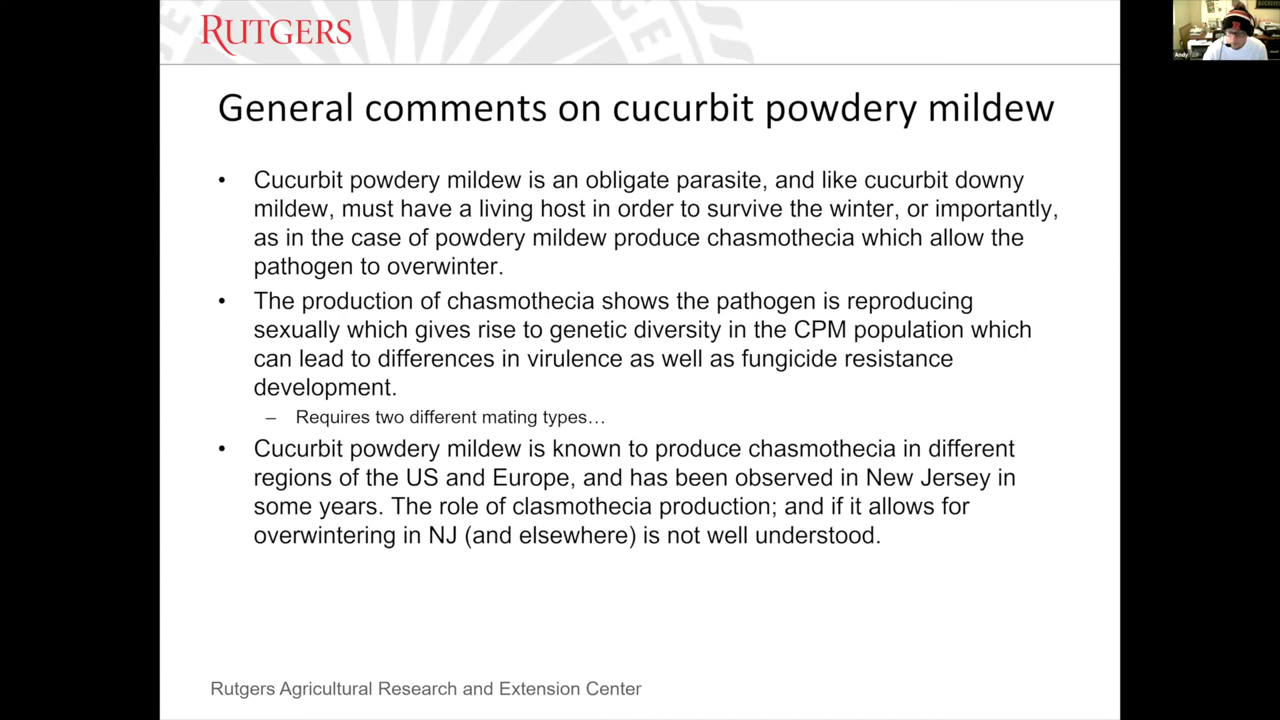 RUTGERS
General comments on cucurbit powdery mildew
• Cucurbit powdery mildew is an obligate parasite, and like cucurbit downy
mildew, must have a living host in order to survive the winter, or importantly,
as in the case of powdery mildew produce chasmothecia which allow the
pathogen to overwinter.
• The production of chasmothecia shows the pathogen is reproducing
sexually which gives rise to genetic diversity in the CPM population which
can lead to differences in virulence as well as fungicide resistance
development.
– Requires two different mating types…
• Cucurbit powdery mildew is known to produce chasmothecia in different
regions of the US and Europe, and has been observed in New Jersey in
some years. The role of clasmothecia production; and if it allows for
overwintering in NJ (and elsewhere) is not well understood.
Rutgers Agricultural Research and Extension Center
Andy